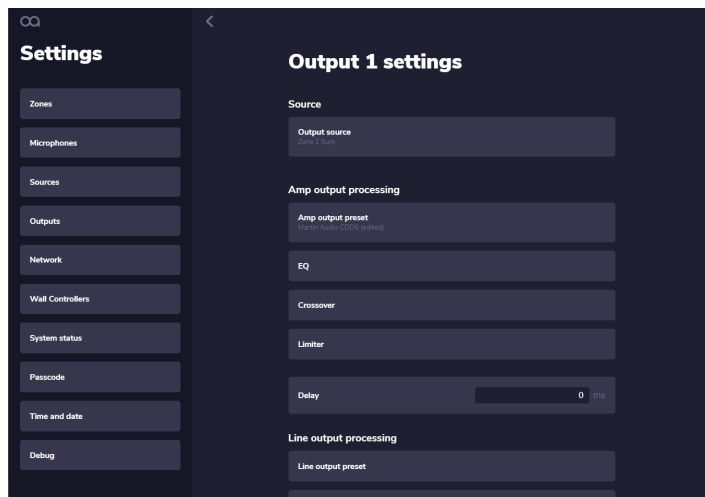 Settings
Zones
Microphones
Sources
Outputs
Network
Wall Controllers
System status
Passcode
Time and date
Debug
Output 1 settings
Source
Output source
Zone 1 Sum
Amp output processing
Amp output preset
Martin Audio CDD6 (edited)
EQ
Crossover
Limiter
Delay
0 ms
Line output processing
Line output preset